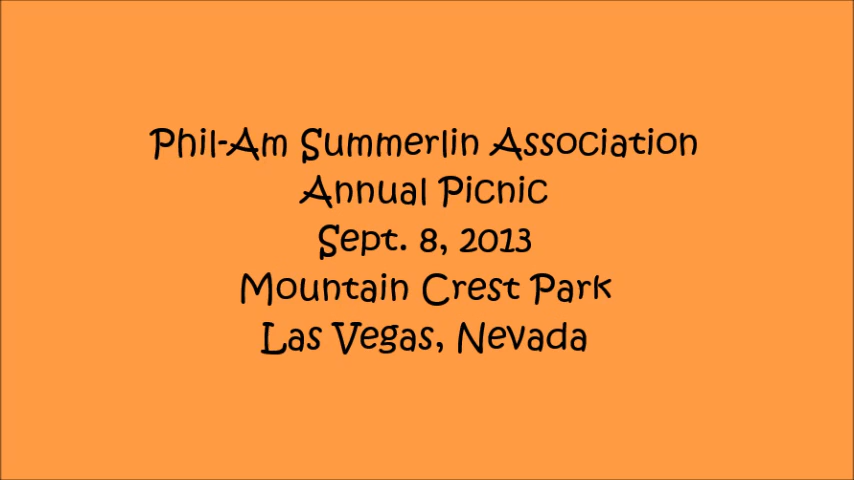 Phil-Am Summerlin Association
Annual Picnic
Sept. 8, 2013
Mountain Crest Park
Las Vegas, Nevada